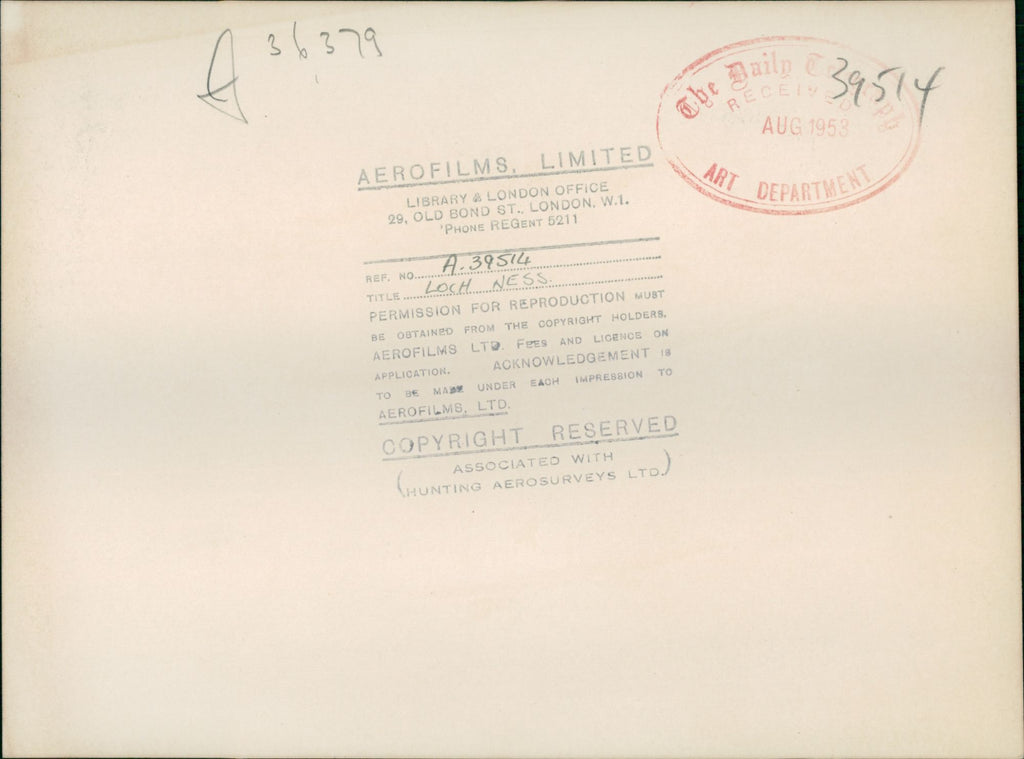 A 36379
The Daily Telegraph
RECEIVED
39514
AUG 1953
ART DEPARTMENT
AEROFILMS, LIMITED
LIBRARY & LONDON OFFICE
29, OLD BOND ST., LONDON, W.1.
'PHONE REGENT 5211
REF. NO. A.39514
TITLE LOCH NESS.
PERMISSION FOR REPRODUCTION MUST
BE OBTAINED FROM THE COPYRIGHT HOLDERS,
AEROFILMS LTD. FEES AND LICENCE ON
APPLICATION. ACKNOWLEDGEMENT IS
TO BE MADE UNDER EACH IMPRESSION TO
AEROFILMS, LTD.
COPYRIGHT RESERVED
(ASSOCIATED WITH
HUNTING AEROSURVEYS LTD.)